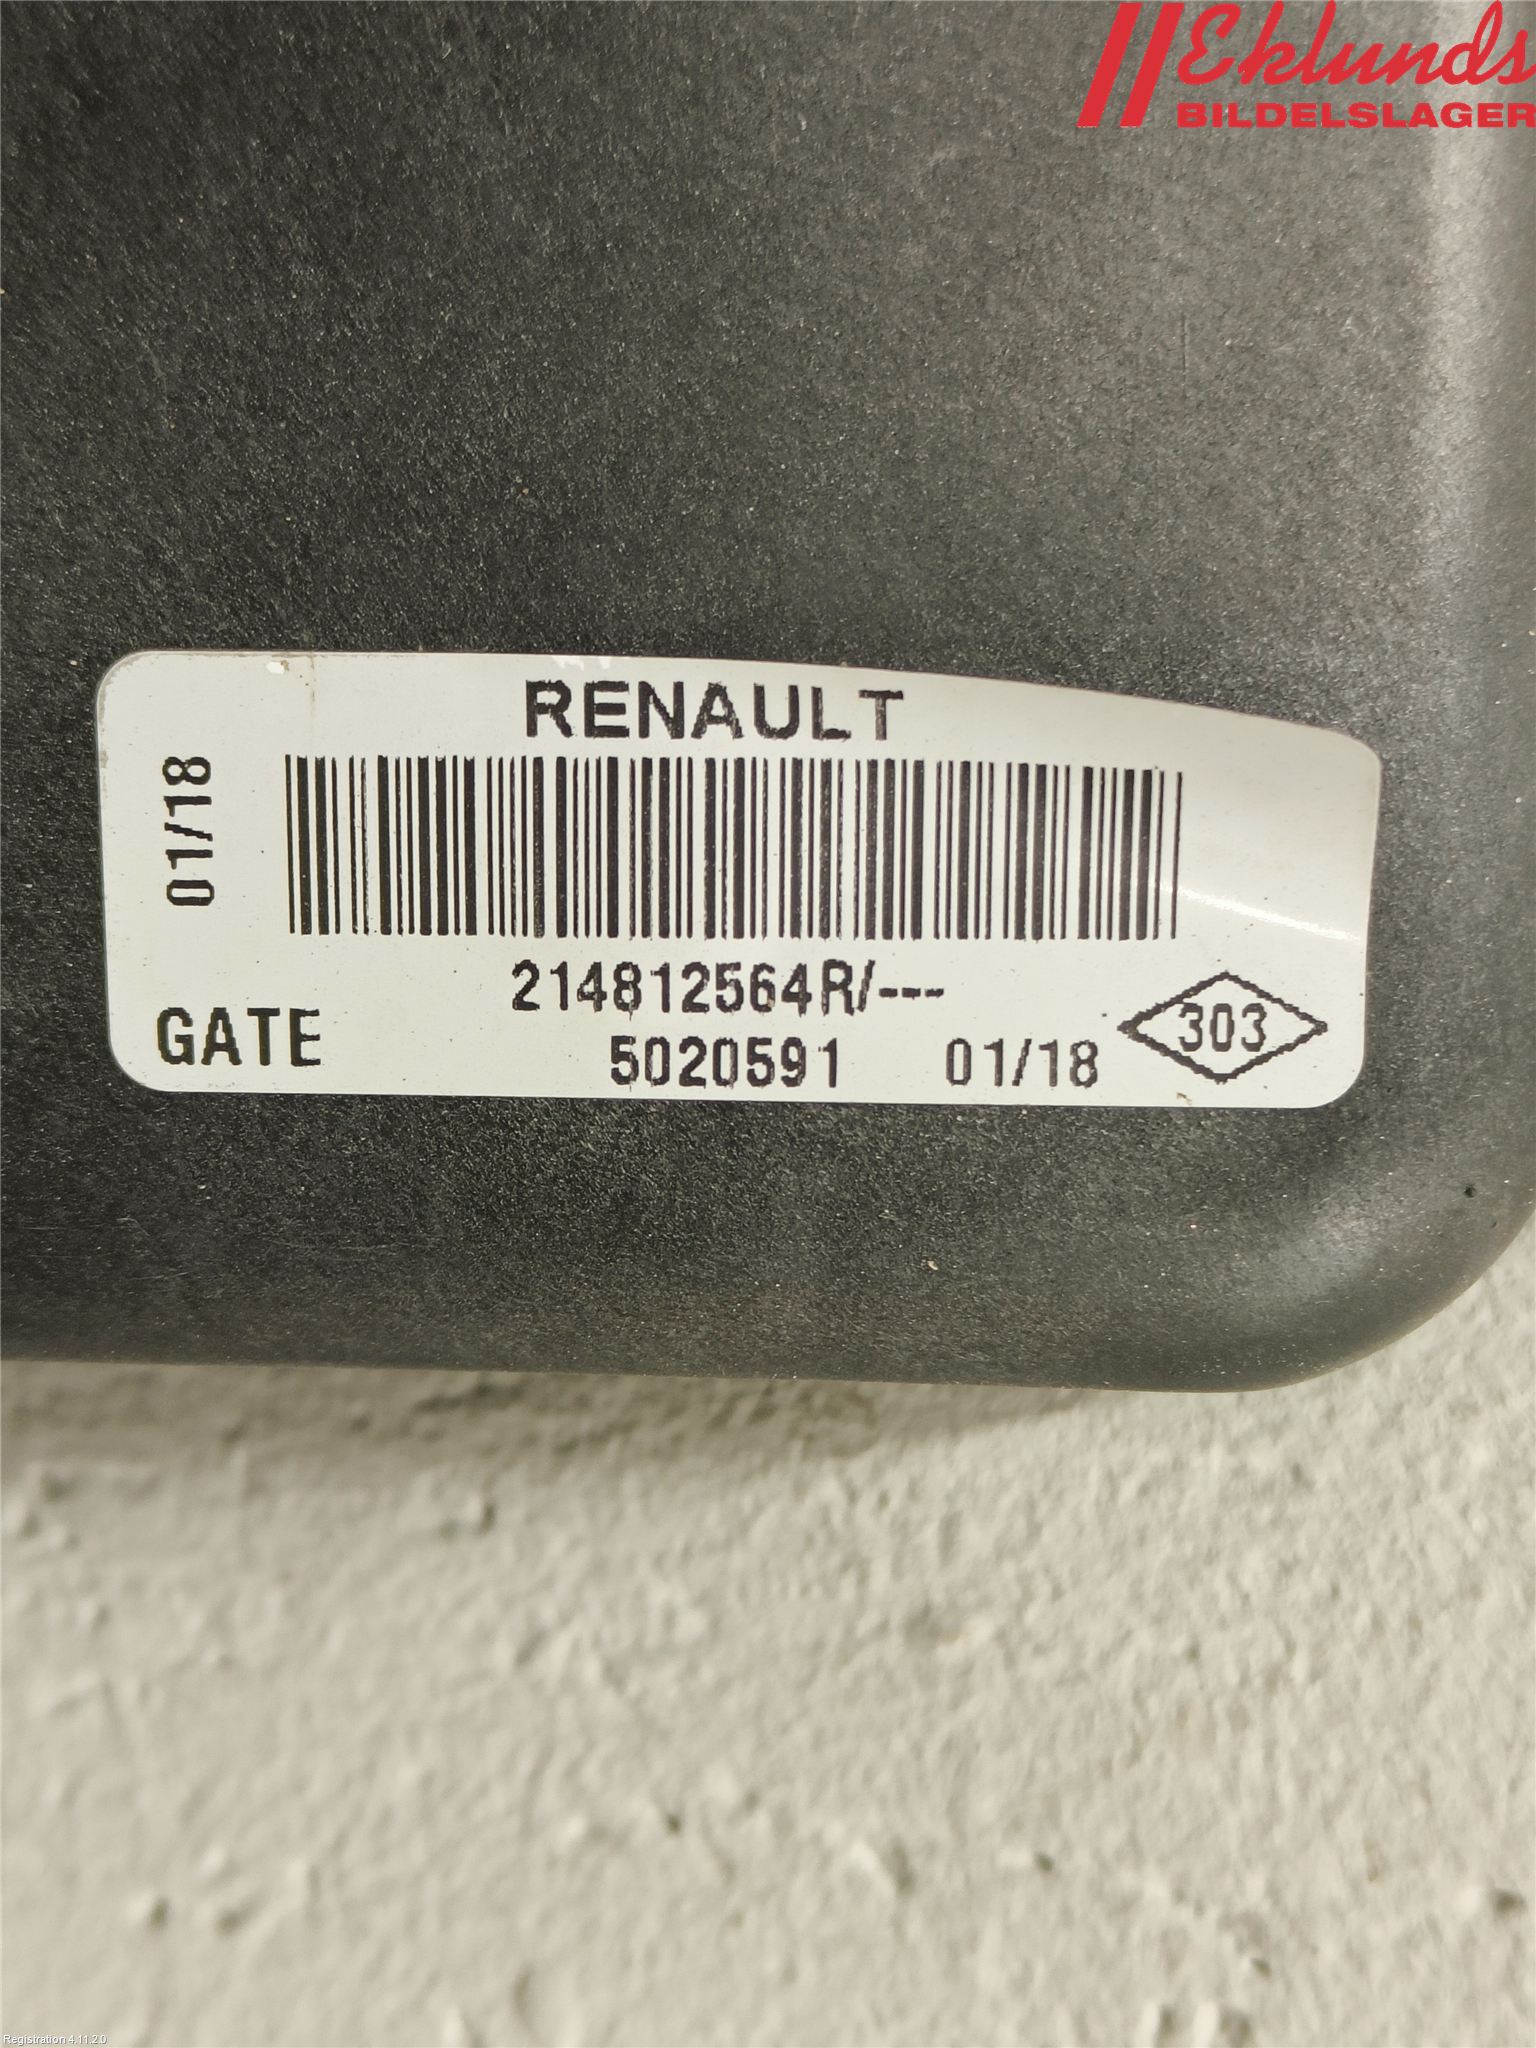 Eklunds
BILDELSLAGER
RENAULT
01/18
214812564R/---
GATE
5020591 01/18
303
Registration 4.11.2.0